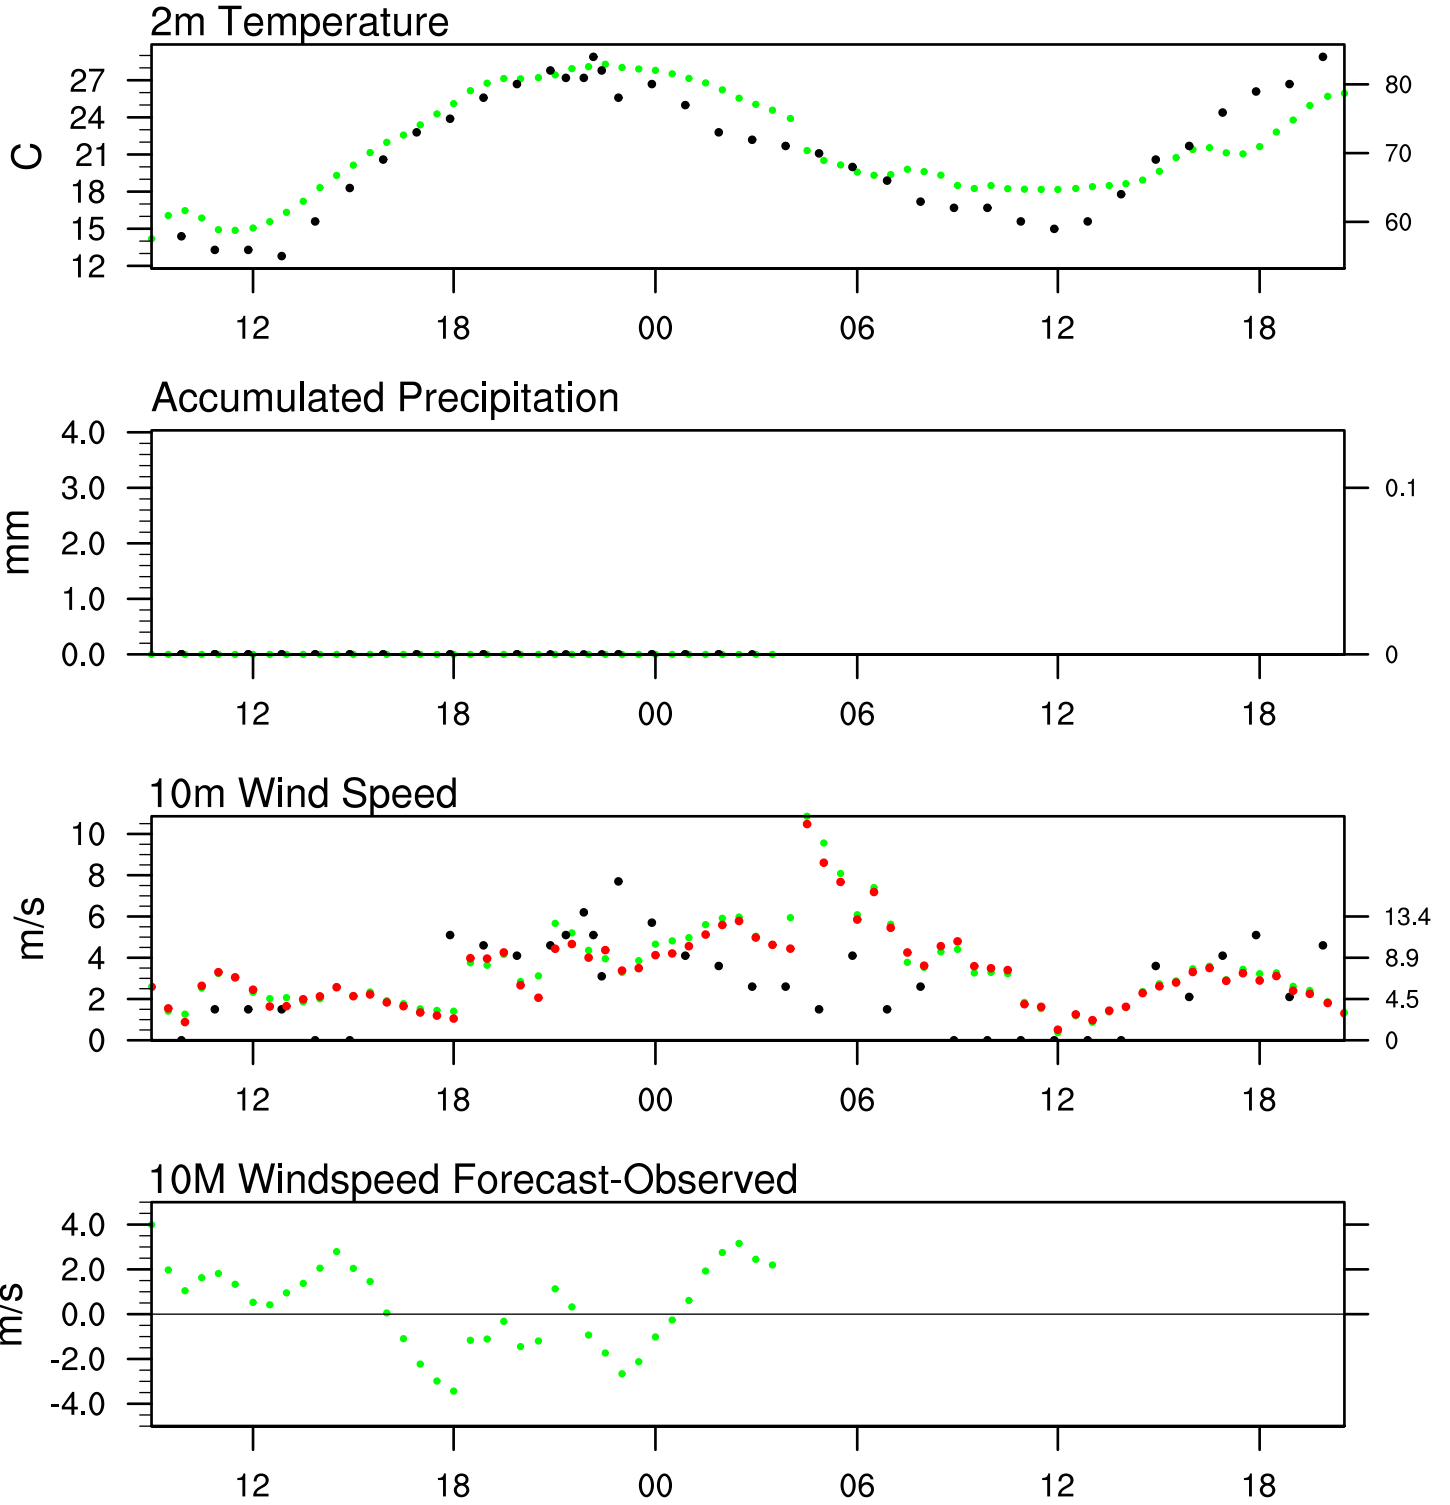 2m Temperature
27
24
21
18
15
12
C
80
70
60
12 18 00 06 12 18
Accumulated Precipitation
4.0
3.0
2.0
1.0
0.0
mm
0.1
0
12 18 00 06 12 18
10m Wind Speed
10
8
6
4
2
0
m/s
13.4
8.9
4.5
0
12 18 00 06 12 18
10M Windspeed Forecast-Observed
4.0
2.0
0.0
-2.0
-4.0
m/s
12 18 00 06 12 18